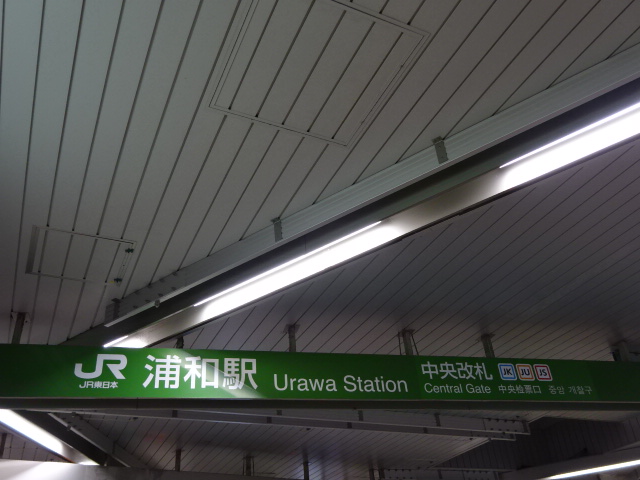 JR JR東日本
浦和駅 Urawa Station
中央改札 JK JU JS
Central Gate 中央检票口 중앙 개찰구